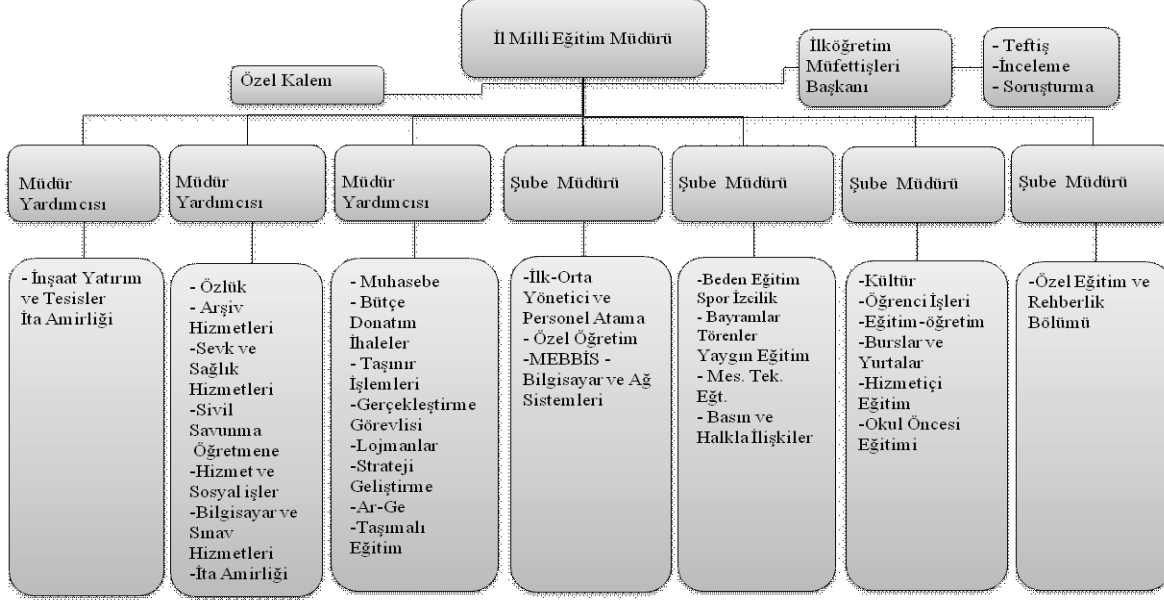 İl Milli Eğitim Müdürü
Özel Kalem
İlköğretim
Müfettişleri
Başkanı
- Teftiş
-İnceleme
- Soruşturma
Müdür
Yardımcısı
Müdür
Yardımcısı
Müdür
Yardımcısı
Şube Müdürü
Şube Müdürü
Şube Müdürü
Şube Müdürü
- İnşaat Yatırım
ve Tesisler
İta Amirliği
- Özlük
- Arşiv
Hizmetleri
-Sevk ve
Sağlık
Hizmetleri
-Sivil
Savunma
Öğretmene
-Hizmet ve
Sosyal işler
-Bilgisayar ve
Sınav
Hizmetleri
-İta Amirliği
- Muhasebe
- Bütçe
Donatım
İhaleler
- Taşınır
İşlemleri
-Gerçekleştirme
Görevlisi
-Lojmanlar
-Strateji
Geliştirme
-Ar-Ge
-Taşımalı
Eğitim
-İlk-Orta
Yönetici ve
Personel Atama
- Özel Öğretim
-MEBBİS -
Bilgisayar ve Ağ
Sistemleri
-Beden Eğitim
Spor İzcilik
- Bayramlar
Törenler
Yaygın Eğitim
- Mes. Tek.
Eğt.
- Basın ve
Halkla İlişkiler
-Kültür
-Öğrenci İşleri
-Eğitim-öğretim
-Burslar ve
Yurtalar
-Hizmetiçi
Eğitim
-Okul Öncesi
Eğitimi
-Özel Eğitim ve
Rehberlik
Bölümü